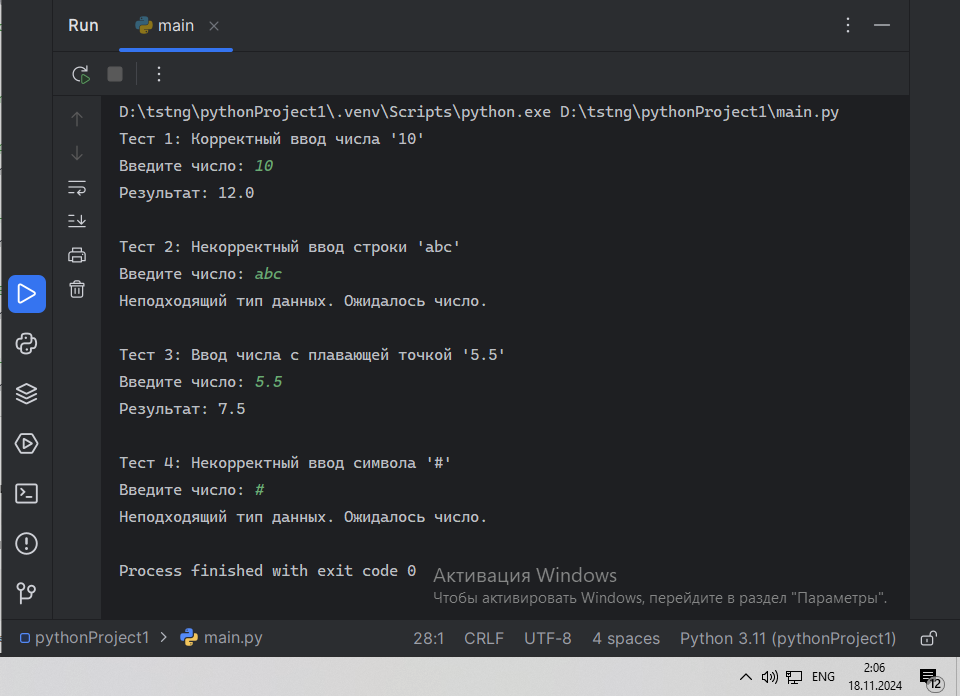 Run main
D:\tstng\pythonProject1\.venv\Scripts\python.exe D:\tstng\pythonProject1\main.py
Тест 1: Корректный ввод числа '10'
Введите число: 10
Результат: 12.0
Тест 2: Некорректный ввод строки 'abc'
Введите число: abc
Неподходящий тип данных. Ожидалось число.
Тест 3: Ввод числа с плавающей точкой '5.5'
Введите число: 5.5
Результат: 7.5
Тест 4: Некорректный ввод символа '#'
Введите число: #
Неподходящий тип данных. Ожидалось число.
Process finished with exit code 0
Активация Windows
Чтобы активировать Windows, перейдите в раздел "Параметры".
pythonProject1 > main.py 28:1 CRLF UTF-8 4 spaces Python 3.11 (pythonProject1)
ENG 2:06
18.11.2024 12